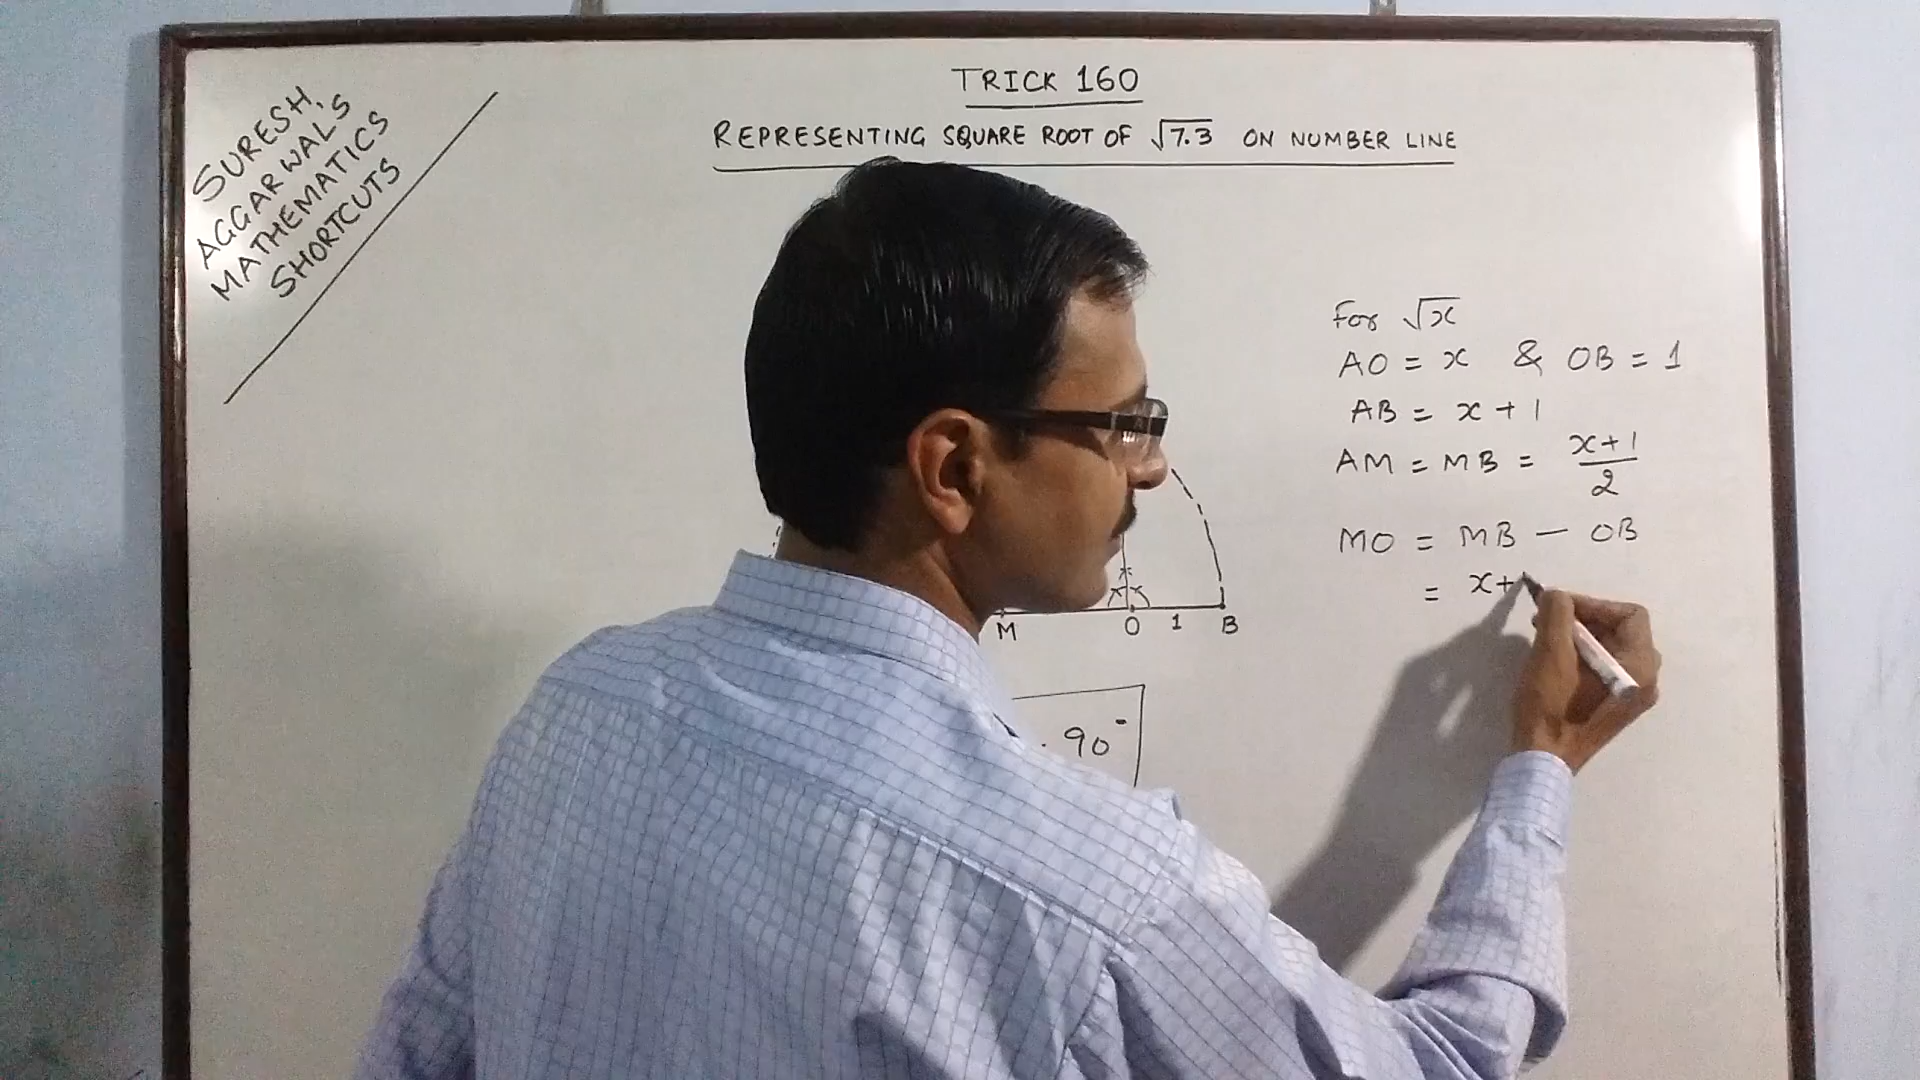 TRICK 160
REPRESENTING SQUARE ROOT OF √7.3 ON NUMBER LINE
SURESH
AGGARWAL'S
MATHEMATICS
SHORTCUTS
For √x
AO = x & OB = 1
AB = x + 1
AM = MB = (x+1)/2
MO = MB - OB
= x+
M O 1 B
90°